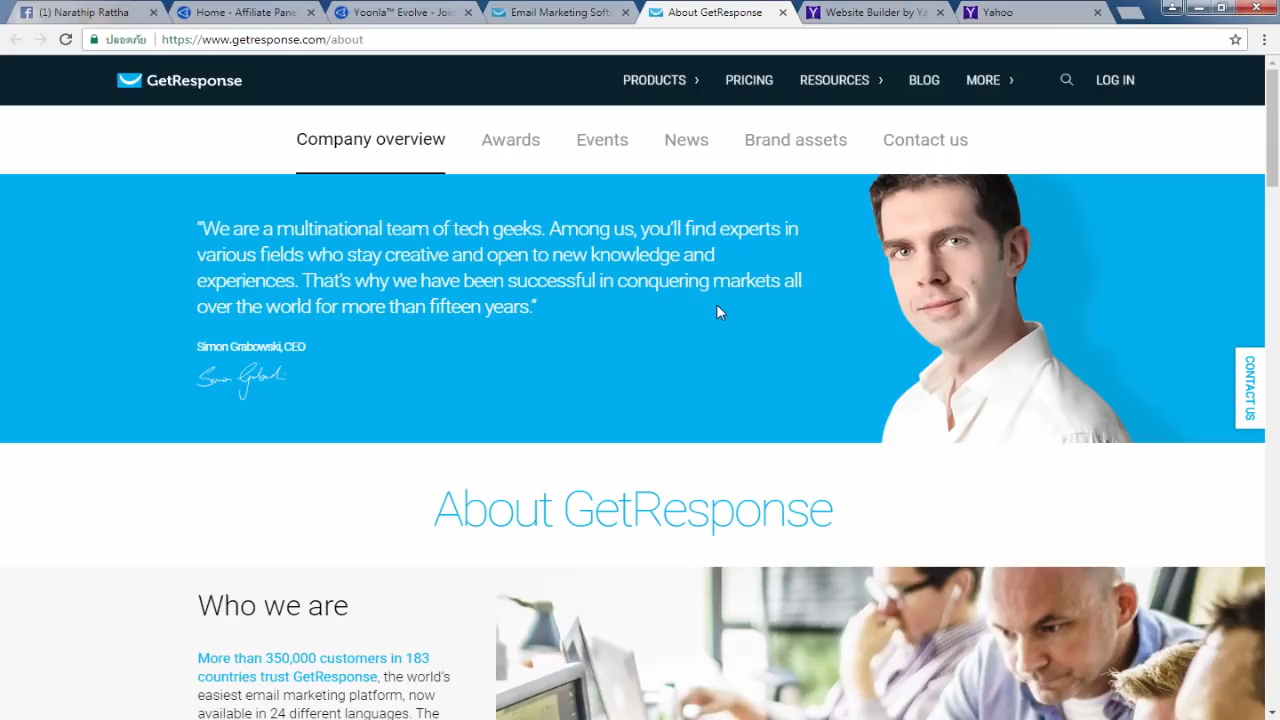 (1) Narathip Rattha
Home - Affiliate Pane
Yoonla™ Evolve - Join
Email Marketing Softw
About GetResponse
Website Builder by Ya
Yahoo
ปลอดภัย
https://www.getresponse.com/about
GetResponse
PRODUCTS
PRICING
RESOURCES
BLOG
MORE
LOG IN
Company overview
Awards
Events
News
Brand assets
Contact us
“We are a multinational team of tech geeks. Among us, you’ll find experts in
various fields who stay creative and open to new knowledge and
experiences. That’s why we have been successful in conquering markets all
over the world for more than fifteen years.”
Simon Grabowski, CEO
CONTACT US
About GetResponse
Who we are
More than 350,000 customers in 183
countries trust GetResponse, the world's
easiest email marketing platform, now
available in 24 different languages. The